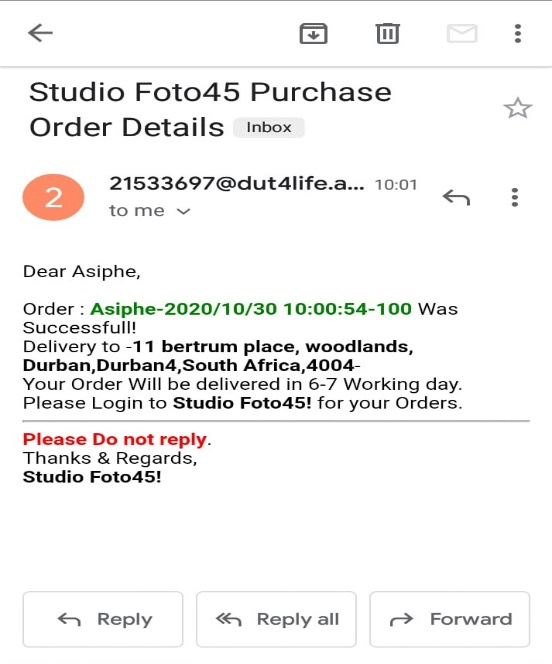 Studio Foto45 Purchase
Order Details Inbox
2
21533697@dut4life.a... 10:01
to me
Dear Asiphe,
Order : Asiphe-2020/10/30 10:00:54-100 Was
Successfull!
Delivery to -11 bertrum place, woodlands,
Durban,Durban4,South Africa,4004-
Your Order Will be delivered in 6-7 Working day.
Please Login to Studio Foto45! for your Orders.
Please Do not reply.
Thanks & Regards,
Studio Foto45!
Reply Reply all Forward